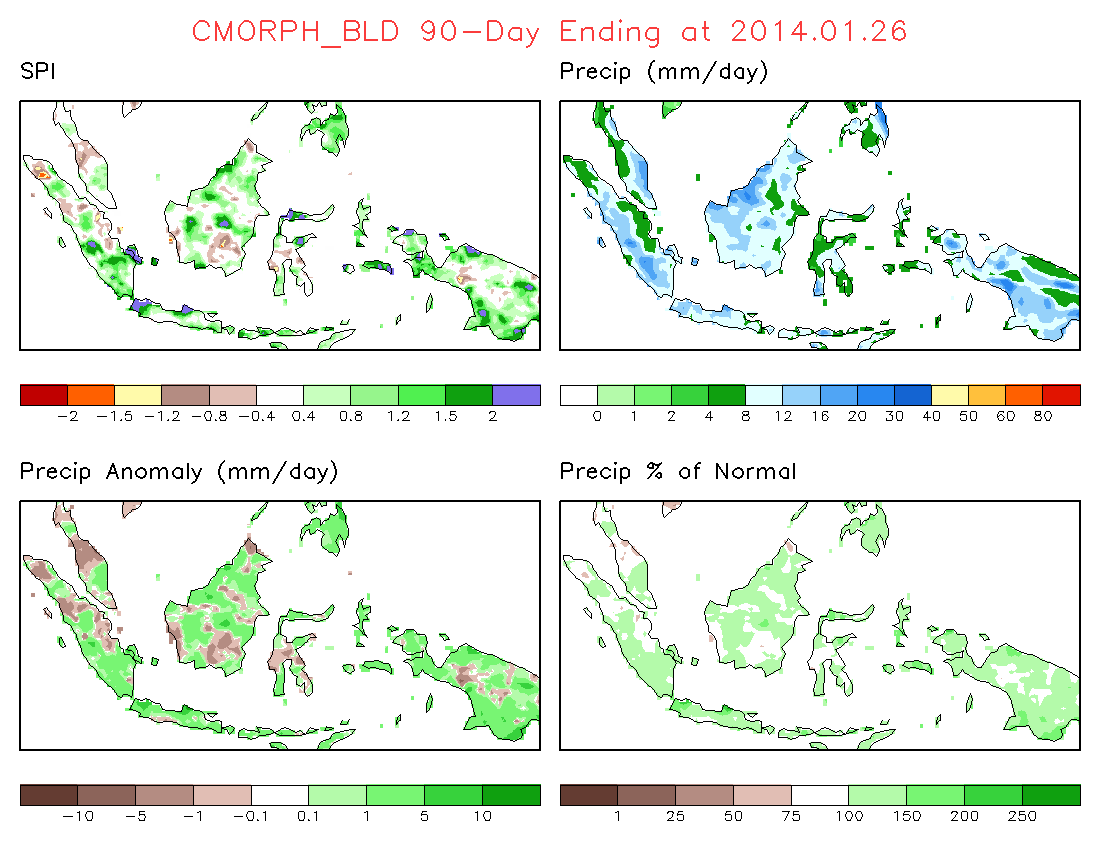 CMORPH_BLD 90-Day Ending at 2014.01.26
SPI
Precip (mm/day)
-2 -1.5 -1.2 -0.8 -0.4 0.4 0.8 1.2 1.5 2
0 1 2 4 8 12 16 20 30 40 50 60 80
Precip Anomaly (mm/day)
Precip % of Normal
-10 -5 -1 -0.1 0.1 1 5 10
1 25 50 75 100 150 200 250